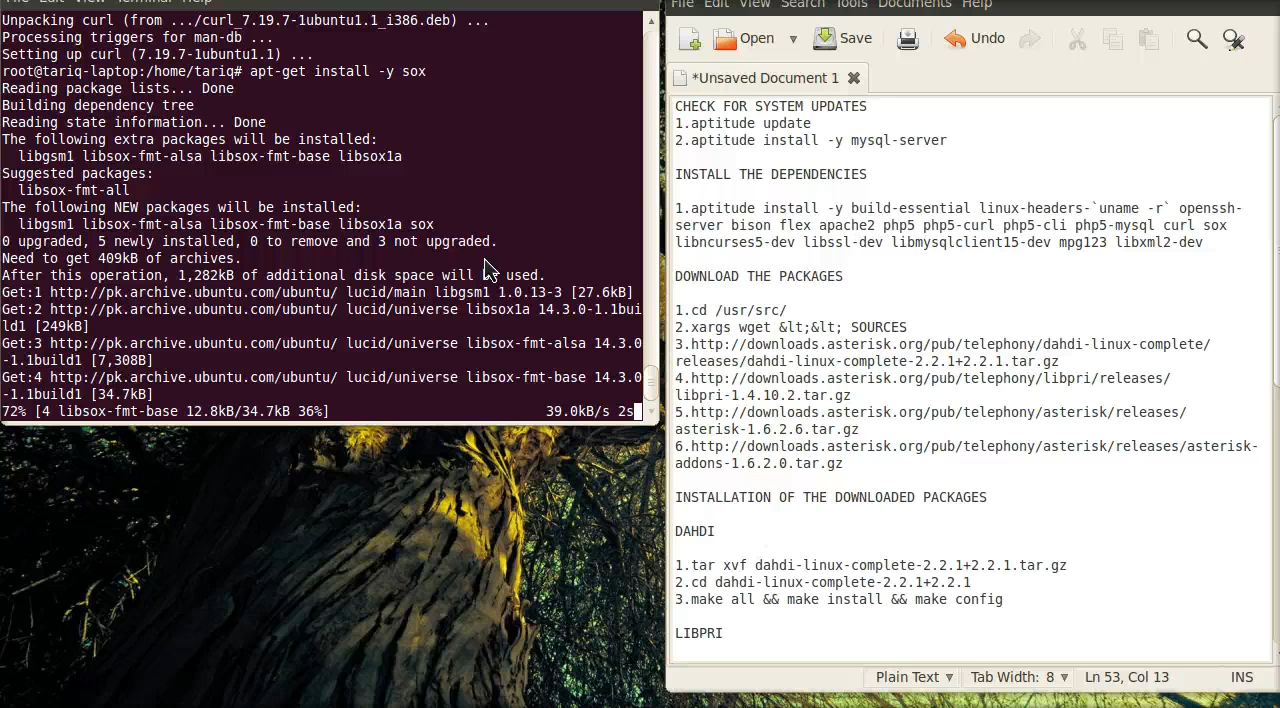 File Edit View Terminal Help
Unpacking curl (from .../curl_7.19.7-1ubuntu1.1_i386.deb) ...
Processing triggers for man-db ...
Setting up curl (7.19.7-1ubuntu1.1) ...
root@tariq-laptop:/home/tariq# apt-get install -y sox
Reading package lists... Done
Building dependency tree
Reading state information... Done
The following extra packages will be installed:
  libgsm1 libsox-fmt-alsa libsox-fmt-base libsox1a
Suggested packages:
  libsox-fmt-all
The following NEW packages will be installed:
  libgsm1 libsox-fmt-alsa libsox-fmt-base libsox1a sox
0 upgraded, 5 newly installed, 0 to remove and 3 not upgraded.
Need to get 409kB of archives.
After this operation, 1,282kB of additional disk space will be used.
Get:1 http://pk.archive.ubuntu.com/ubuntu/ lucid/main libgsm1 1.0.13-3 [27.6kB]
Get:2 http://pk.archive.ubuntu.com/ubuntu/ lucid/universe libsox1a 14.3.0-1.1bui
ld1 [249kB]
Get:3 http://pk.archive.ubuntu.com/ubuntu/ lucid/universe libsox-fmt-alsa 14.3.0
-1.1build1 [7,308B]
Get:4 http://pk.archive.ubuntu.com/ubuntu/ lucid/universe libsox-fmt-base 14.3.0
-1.1build1 [34.7kB]
72% [4 libsox-fmt-base 12.8kB/34.7kB 36%] 39.0kB/s 2s
File Edit View Search Tools Documents Help
Open Save Undo
*Unsaved Document 1
CHECK FOR SYSTEM UPDATES
1.aptitude update
2.aptitude install -y mysql-server
INSTALL THE DEPENDENCIES
1.aptitude install -y build-essential linux-headers-`uname -r` openssh-
server bison flex apache2 php5 php5-curl php5-cli php5-mysql curl sox
libncurses5-dev libssl-dev libmysqlclient15-dev mpg123 libxml2-dev
DOWNLOAD THE PACKAGES
1.cd /usr/src/
2.xargs wget &lt;&lt; SOURCES
3.http://downloads.asterisk.org/pub/telephony/dahdi-linux-complete/
releases/dahdi-linux-complete-2.2.1+2.2.1.tar.gz
4.http://downloads.asterisk.org/pub/telephony/libpri/releases/
libpri-1.4.10.2.tar.gz
5.http://downloads.asterisk.org/pub/telephony/asterisk/releases/
asterisk-1.6.2.6.tar.gz
6.http://downloads.asterisk.org/pub/telephony/asterisk/releases/asterisk-
addons-1.6.2.0.tar.gz
INSTALLATION OF THE DOWNLOADED PACKAGES
DAHDI
1.tar xvf dahdi-linux-complete-2.2.1+2.2.1.tar.gz
2.cd dahdi-linux-complete-2.2.1+2.2.1
3.make all && make install && make config
LIBPRI
Plain Text Tab Width: 8 Ln 53, Col 13 INS